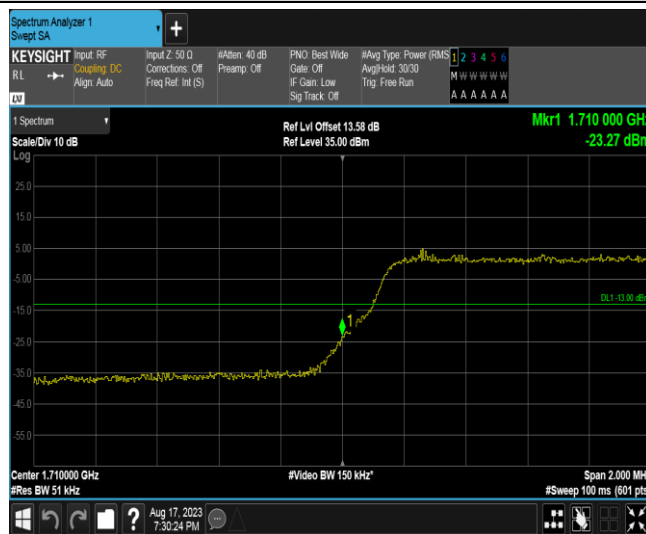 Spectrum Analyzer 1
Swept SA
KEYSIGHT
RL
Input: RF
Coupling: DC
Align: Auto
Input Z: 50 Ω
Corrections: Off
Freq Ref: Int (S)
#Atten: 40 dB
Preamp: Off
PNO: Best Wide
Gate: Off
IF Gain: Low
Sig Track: Off
#Avg Type: Power (RMS
Avg|Hold: 30/30
Trig: Free Run
1 2 3 4 5 6
M W W W W W
A A A A A A
LXI
1 Spectrum
Scale/Div 10 dB
Log
Ref Lvl Offset 13.58 dB
Ref Level 35.00 dBm
Mkr1 1.710 000 GHz
-23.27 dBm
25.0
15.0
5.00
-5.00
-15.0
-25.0
-35.0
-45.0
-55.0
DL1 -13.00 dBm
1
Center 1.710000 GHz
#Res BW 51 kHz
#Video BW 150 kHz*
Span 2.000 MH
#Sweep 100 ms (601 pts
?
Aug 17, 2023
7:30:24 PM